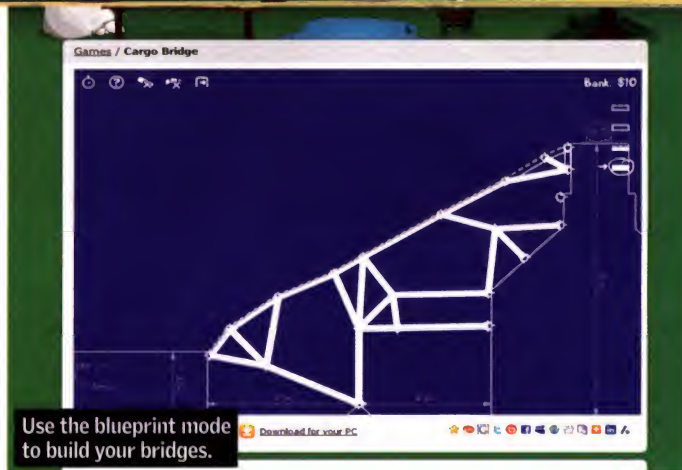 Games / Cargo Bridge
Bank: $10
Use the blueprint mode
to build your bridges.
Download for your PC